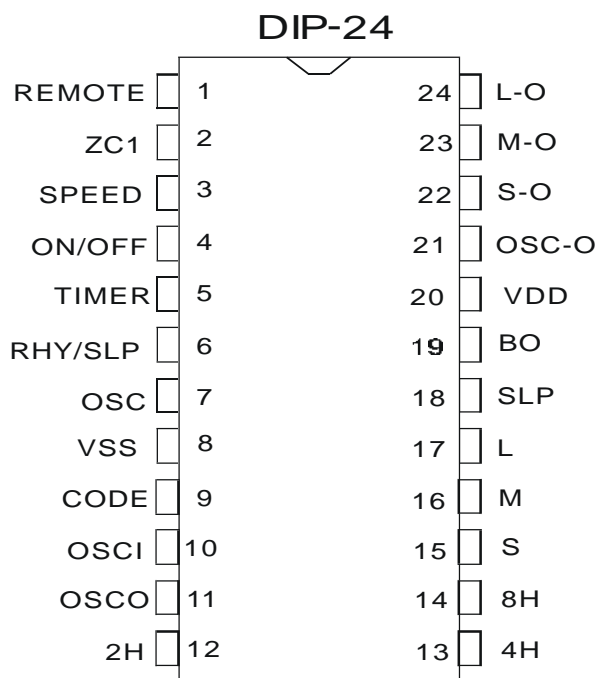 DIP-24
REMOTE 1 24 L-O
ZC1 2 23 M-O
SPEED 3 22 S-O
ON/OFF 4 21 OSC-O
TIMER 5 20 VDD
RHY/SLP 6 19 BO
OSC 7 18 SLP
VSS 8 17 L
CODE 9 16 M
OSCI 10 15 S
OSCO 11 14 8H
2H 12 13 4H